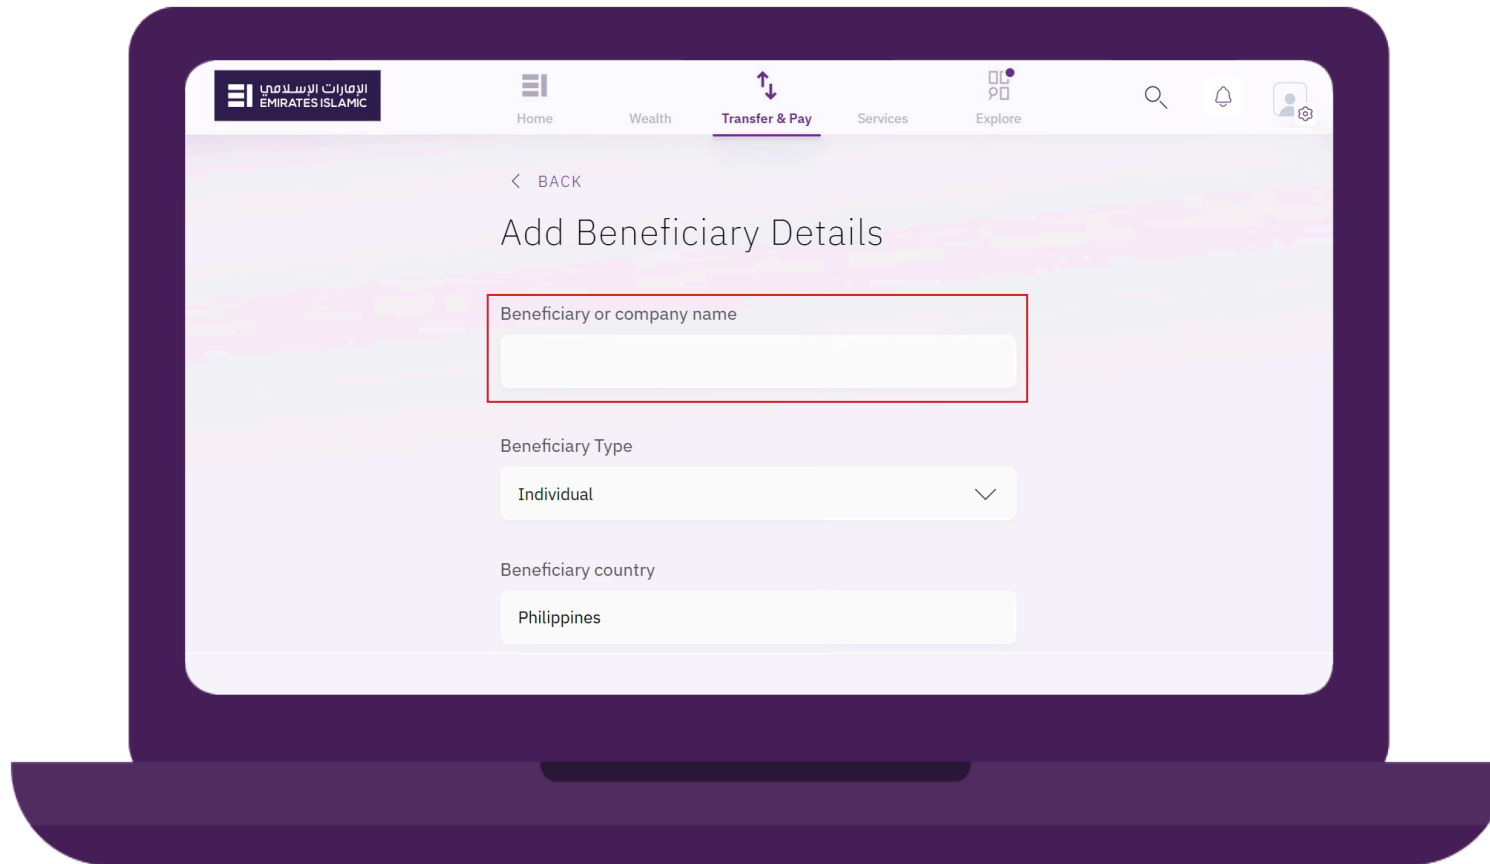 الإمارات الإسلامي
EMIRATES ISLAMIC
Home
Wealth
Transfer & Pay
Services
Explore
BACK
Add Beneficiary Details
Beneficiary or company name
Beneficiary Type
Individual
Beneficiary country
Philippines